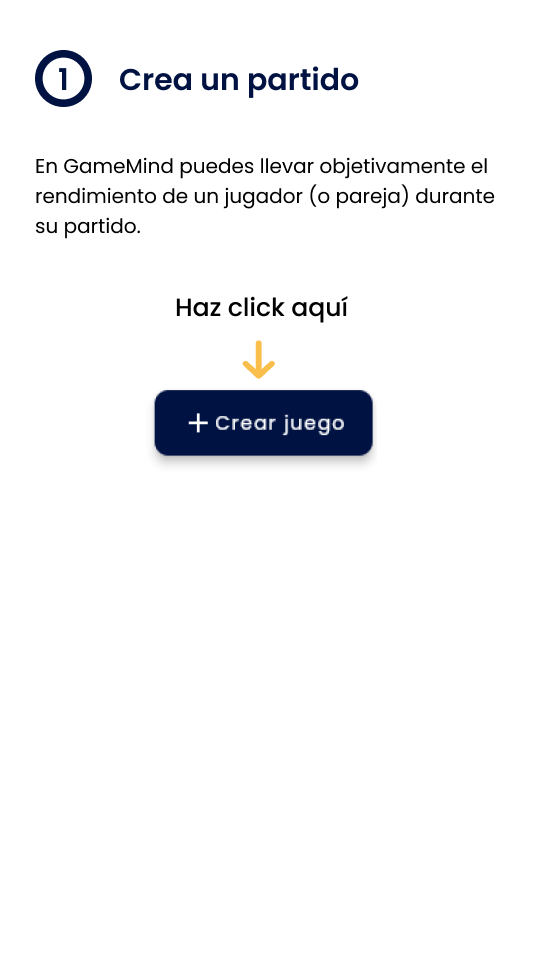 1
Crea un partido
En GameMind puedes llevar objetivamente el
rendimiento de un jugador (o pareja) durante
su partido.
Haz click aquí
+ Crear juego